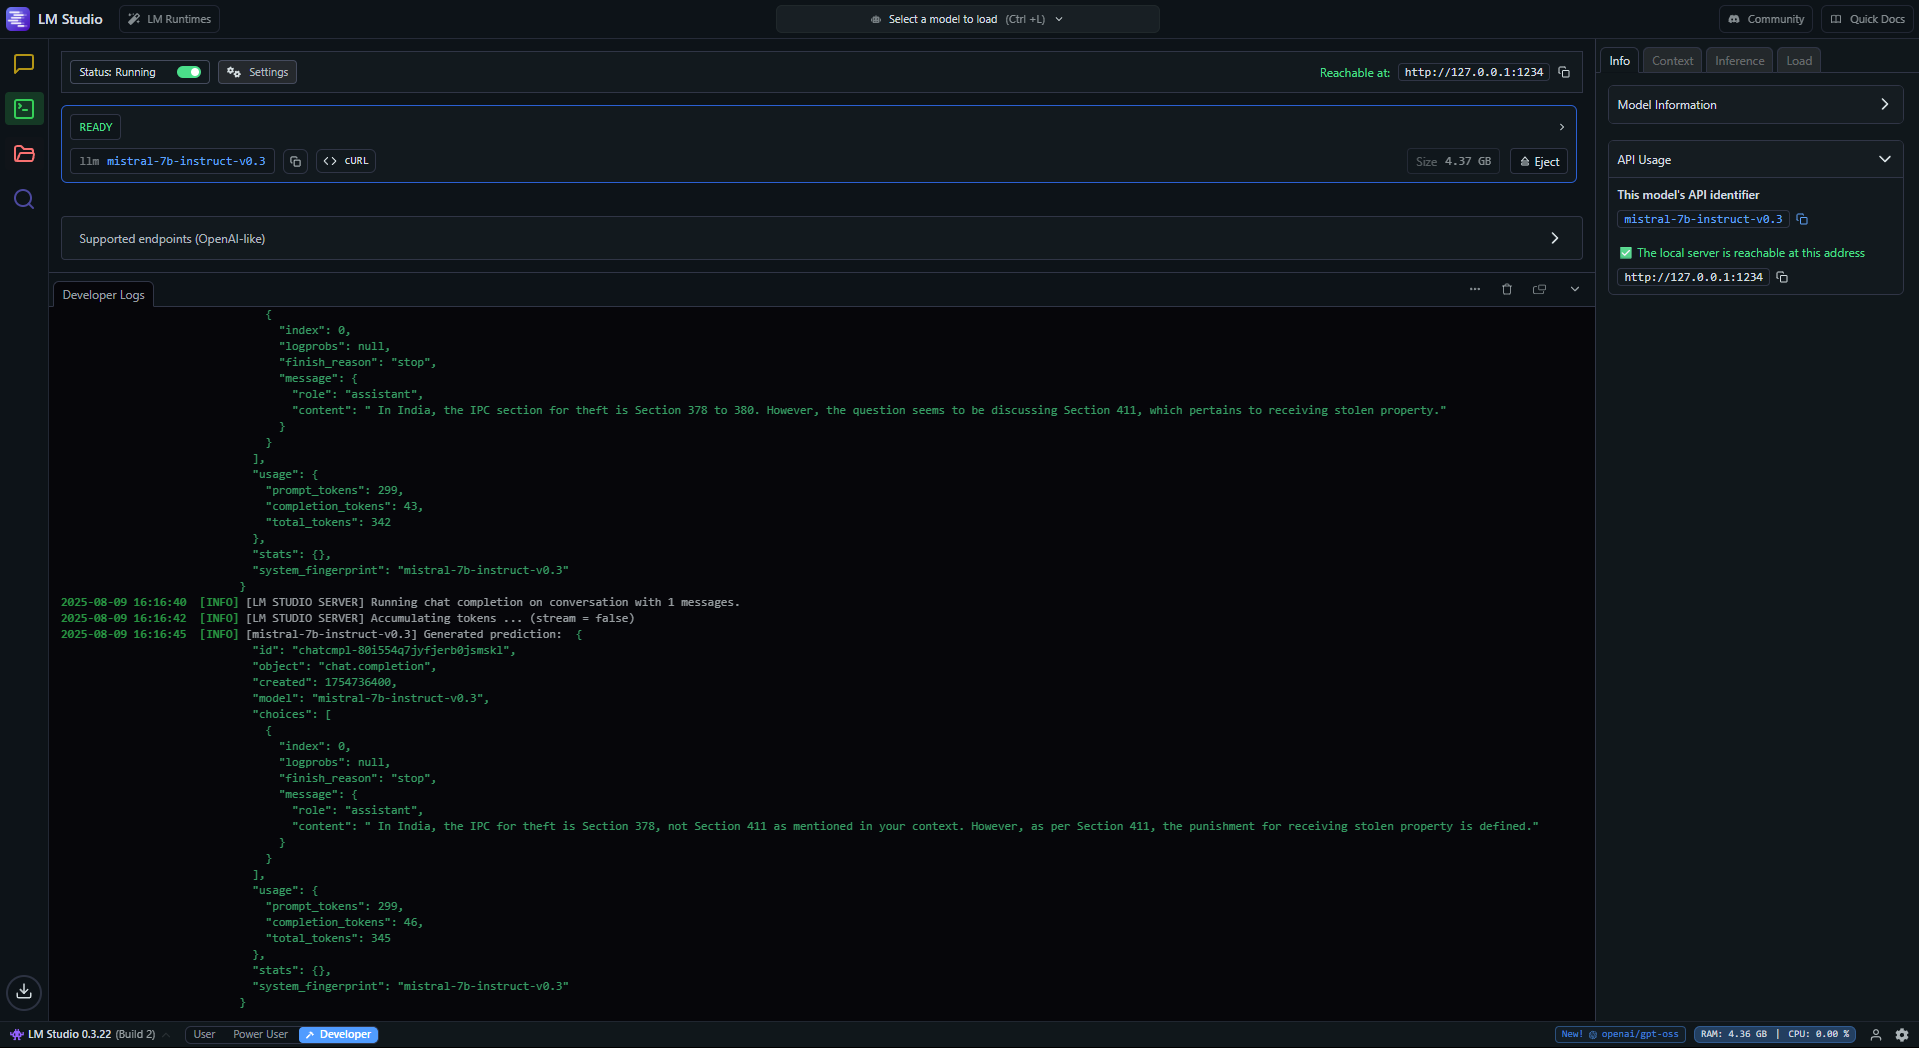 LM Studio
LM Runtimes
Select a model to load (Ctrl +L)
Community
Quick Docs
Status: Running
Settings
Reachable at: http://127.0.0.1:1234
READY
llm mistral-7b-instruct-v0.3
cURL
Size 4.37 GB
Eject
Supported endpoints (OpenAI-like)
Developer Logs
{
"index": 0,
"logprobs": null,
"finish_reason": "stop",
"message": {
"role": "assistant",
"content": " In India, the IPC section for theft is Section 378 to 380. However, the question seems to be discussing Section 411, which pertains to receiving stolen property."
}
}
],
"usage": {
"prompt_tokens": 299,
"completion_tokens": 43,
"total_tokens": 342
},
"stats": {},
"system_fingerprint": "mistral-7b-instruct-v0.3"
}
2025-08-09 16:16:40 [INFO] [LM STUDIO SERVER] Running chat completion on conversation with 1 messages.
2025-08-09 16:16:42 [INFO] [LM STUDIO SERVER] Accumulating tokens ... (stream = false)
2025-08-09 16:16:45 [INFO] [mistral-7b-instruct-v0.3] Generated prediction: {
"id": "chatcmpl-80i554q7jyfjerb0jsmskl",
"object": "chat.completion",
"created": 1754736400,
"model": "mistral-7b-instruct-v0.3",
"choices": [
{
"index": 0,
"logprobs": null,
"finish_reason": "stop",
"message": {
"role": "assistant",
"content": " In India, the IPC for theft is Section 378, not Section 411 as mentioned in your context. However, as per Section 411, the punishment for receiving stolen property is defined."
}
}
],
"usage": {
"prompt_tokens": 299,
"completion_tokens": 46,
"total_tokens": 345
},
"stats": {},
"system_fingerprint": "mistral-7b-instruct-v0.3"
}
Info
Context
Inference
Load
Model Information
API Usage
This model's API identifier
mistral-7b-instruct-v0.3
The local server is reachable at this address
http://127.0.0.1:1234
LM Studio 0.3.22 (Build 2)
User
Power User
Developer
New! openai/gpt-oss
RAM: 4.36 GB | CPU: 0.00 %